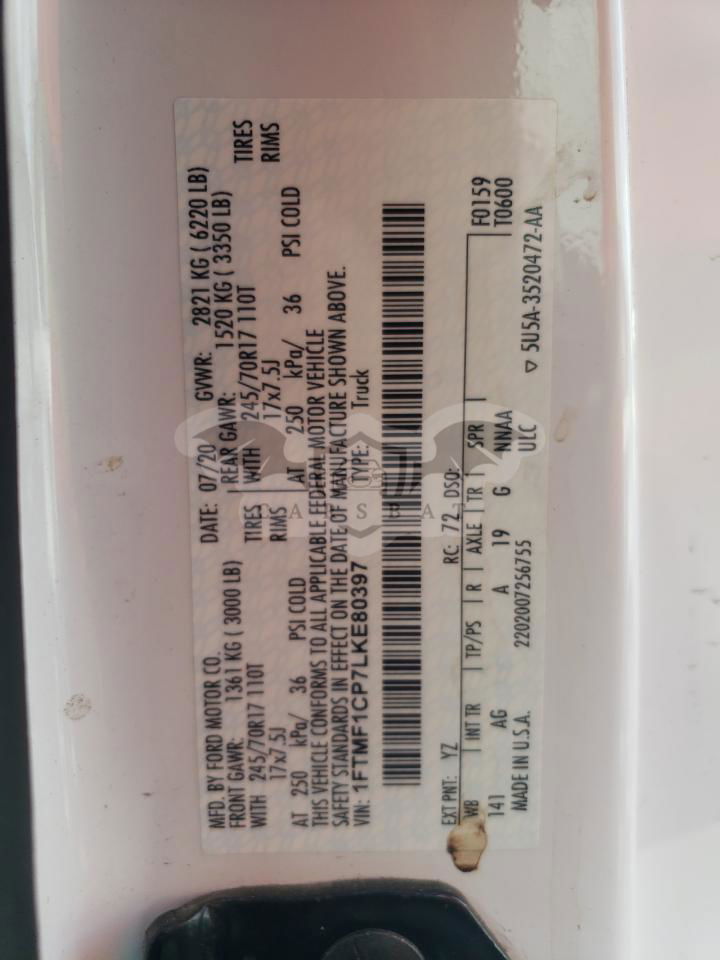 MFD. BY FORD MOTOR CO.
DATE: 07/20 GVWR: 2821 KG ( 6220 LB)
FRONT GAWR: 1361 KG ( 3000 LB)
REAR GAWR: 1520 KG ( 3350 LB)
WITH 245/70R17 110T TIRES
WITH 245/70R17 110T TIRES
17x7.5J RIMS
17x7.5J RIMS
AT 250 kPa/ 36 PSI COLD
AT 250 kPa/ 36 PSI COLD
THIS VEHICLE CONFORMS TO ALL APPLICABLE FEDERAL MOTOR VEHICLE
SAFETY STANDARDS IN EFFECT ON THE DATE OF MANUFACTURE SHOWN ABOVE.
VIN: 1FTMF1CP7LKE80397
TYPE: Truck
EXT PNT: YZ RC: 72 DSO:
WB INT TR TP/PS R AXLE TR SPR
141 AG A 19 G NNAA
F0159
T0600
MADE IN U.S.A. 2202007256755 ULC
▽ 5U5A-3520472-AA